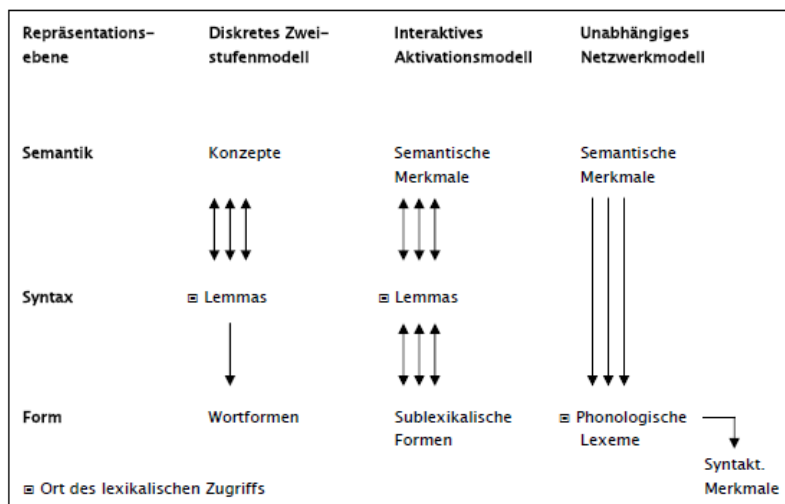 Repräsentations- Diskretes Zwei- Interaktives Unabhängiges
ebene stufenmodell Aktivationsmodell Netzwerkmodell
Semantik Konzepte Semantische Semantische
Merkmale Merkmale
Syntax Lemmas Lemmas
Form Wortformen Sublexikalische Phonologische
Formen Lexeme
Syntakt.
Ort des lexikalischen Zugriffs Merkmale